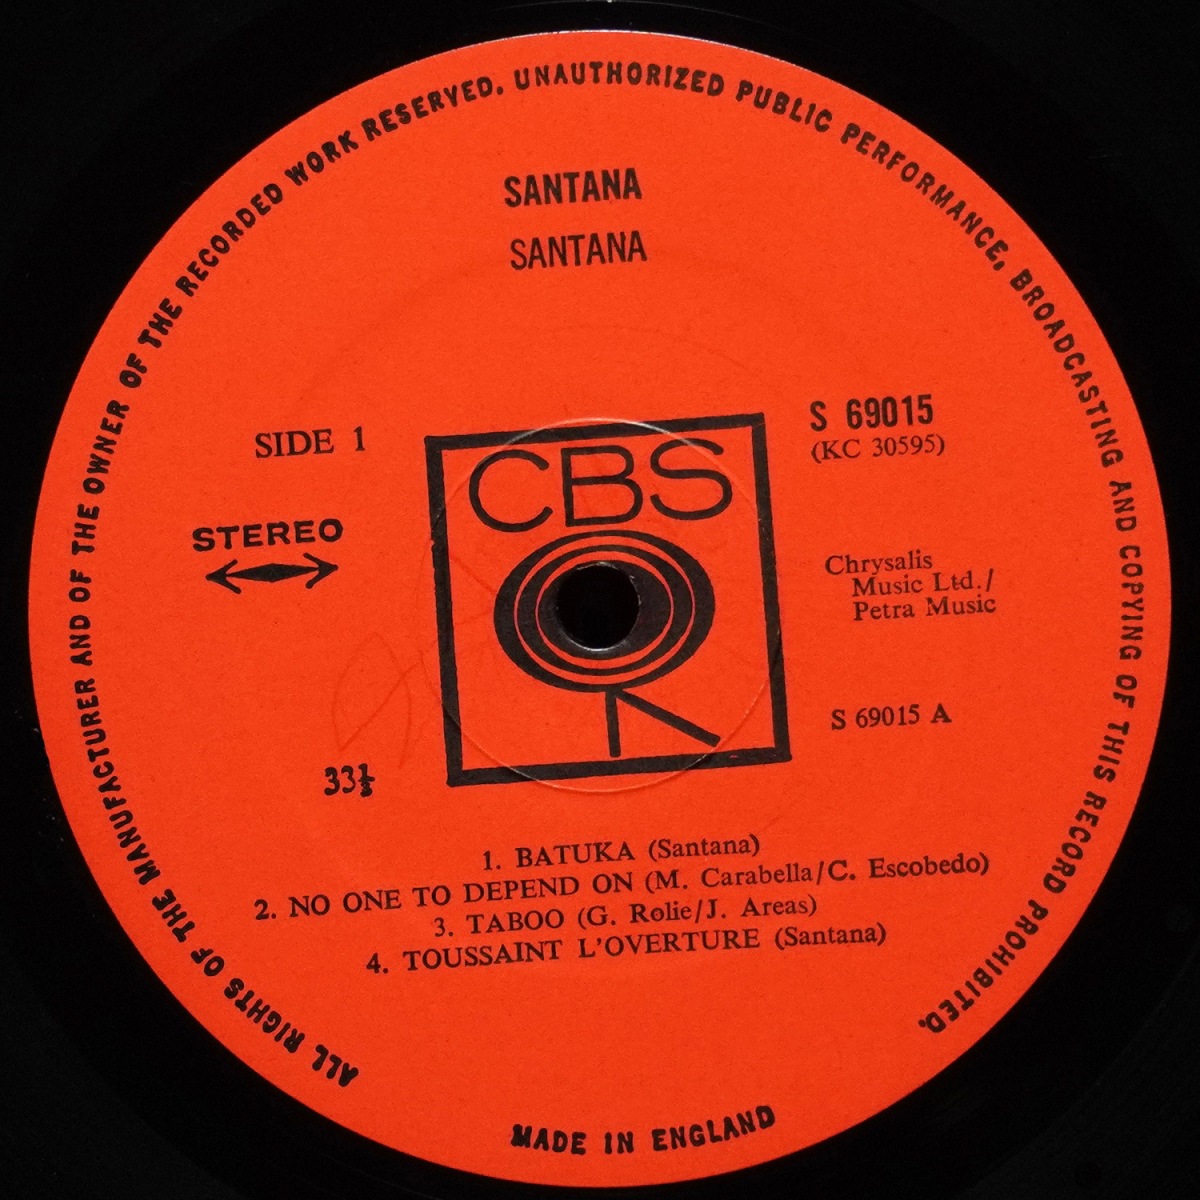 ALL RIGHTS OF THE MANUFACTURER AND OF THE OWNER OF THE RECORDED WORK RESERVED. UNAUTHORIZED PUBLIC PERFORMANCE, BROADCASTING AND COPYING OF THIS RECORD PROHIBITED.
SANTANA
SANTANA
SIDE 1
S 69015
(KC 30595)
CBS
STEREO
Chrysalis
Music Ltd./
Petra Music
S 69015 A
33⅓
1. BATUKA (Santana)
2. NO ONE TO DEPEND ON (M. Carabella/C. Escobedo)
3. TABOO (G. Rolie/J. Areas)
4. TOUSSAINT L'OVERTURE (Santana)
MADE IN ENGLAND